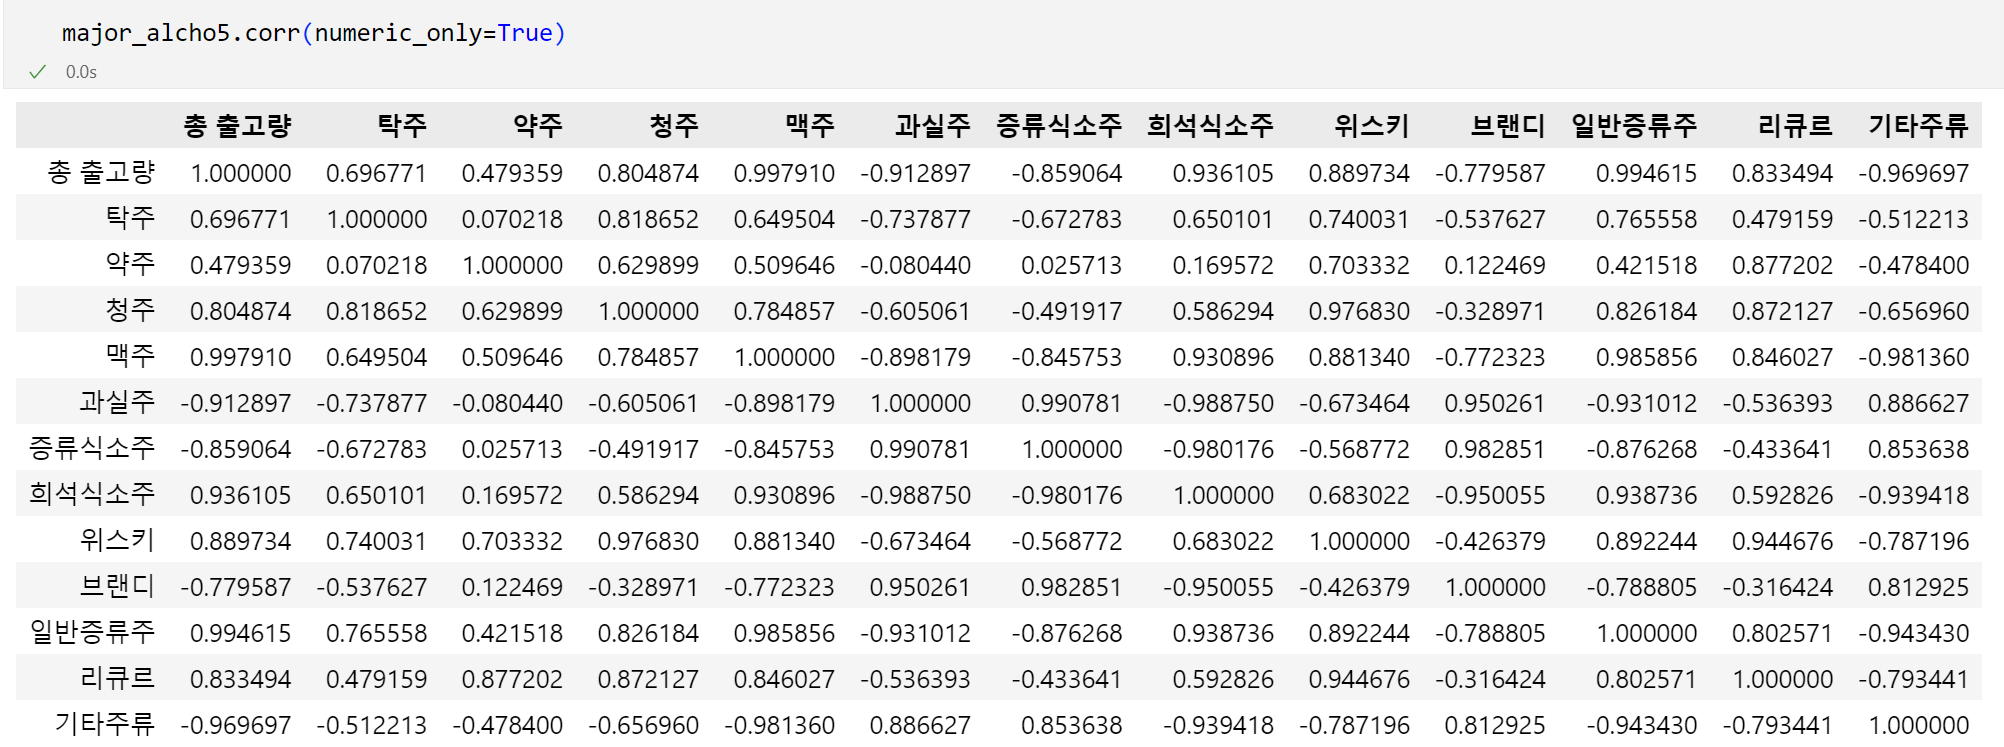 major_alcho5.corr(numeric_only=True)
0.0s
총 출고량 탁주 약주 청주 맥주 과실주 증류식소주 희석식소주 위스키 브랜디 일반증류주 리큐르 기타주류
총 출고량 1.000000 0.696771 0.479359 0.804874 0.997910 -0.912897 -0.859064 0.936105 0.889734 -0.779587 0.994615 0.833494 -0.969697
탁주 0.696771 1.000000 0.070218 0.818652 0.649504 -0.737877 -0.672783 0.650101 0.740031 -0.537627 0.765558 0.479159 -0.512213
약주 0.479359 0.070218 1.000000 0.629899 0.509646 -0.080440 0.025713 0.169572 0.703332 0.122469 0.421518 0.877202 -0.478400
청주 0.804874 0.818652 0.629899 1.000000 0.784857 -0.605061 -0.491917 0.586294 0.976830 -0.328971 0.826184 0.872127 -0.656960
맥주 0.997910 0.649504 0.509646 0.784857 1.000000 -0.898179 -0.845753 0.930896 0.881340 -0.772323 0.985856 0.846027 -0.981360
과실주 -0.912897 -0.737877 -0.080440 -0.605061 -0.898179 1.000000 0.990781 -0.988750 -0.673464 0.950261 -0.931012 -0.536393 0.886627
증류식소주 -0.859064 -0.672783 0.025713 -0.491917 -0.845753 0.990781 1.000000 -0.980176 -0.568772 0.982851 -0.876268 -0.433641 0.853638
희석식소주 0.936105 0.650101 0.169572 0.586294 0.930896 -0.988750 -0.980176 1.000000 0.683022 -0.950055 0.938736 0.592826 -0.939418
위스키 0.889734 0.740031 0.703332 0.976830 0.881340 -0.673464 -0.568772 0.683022 1.000000 -0.426379 0.892244 0.944676 -0.787196
브랜디 -0.779587 -0.537627 0.122469 -0.328971 -0.772323 0.950261 0.982851 -0.950055 -0.426379 1.000000 -0.788805 -0.316424 0.812925
일반증류주 0.994615 0.765558 0.421518 0.826184 0.985856 -0.931012 -0.876268 0.938736 0.892244 -0.788805 1.000000 0.802571 -0.943430
리큐르 0.833494 0.479159 0.877202 0.872127 0.846027 -0.536393 -0.433641 0.592826 0.944676 -0.316424 0.802571 1.000000 -0.793441
기타주류 -0.969697 -0.512213 -0.478400 -0.656960 -0.981360 0.886627 0.853638 -0.939418 -0.787196 0.812925 -0.943430 -0.793441 1.000000